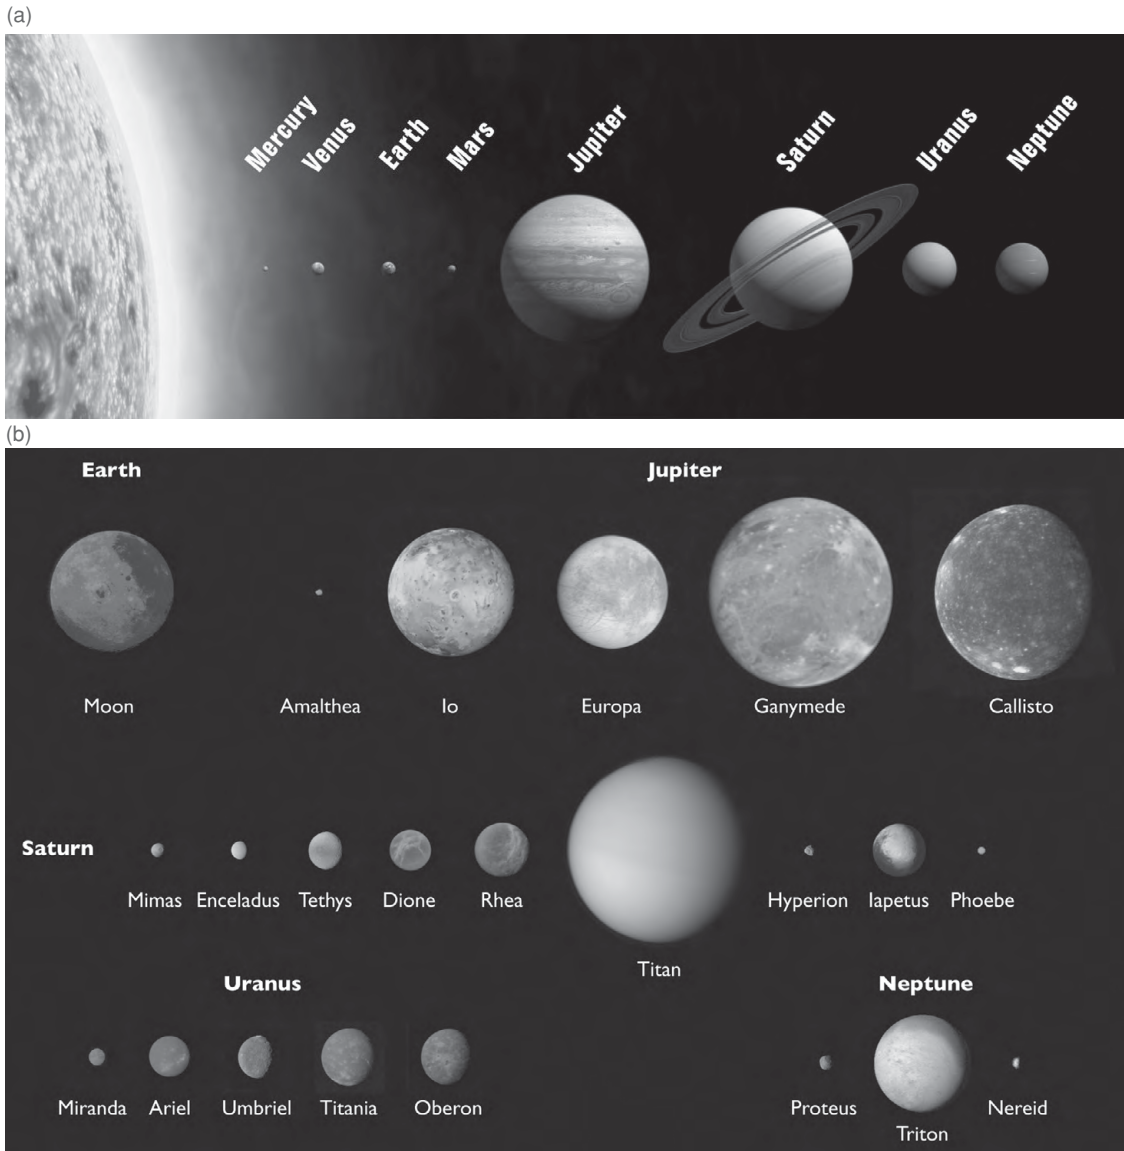 (a)
Mercury Venus Earth Mars Jupiter Saturn Uranus Neptune
(b)
Earth Jupiter
Moon Amalthea Io Europa Ganymede Callisto
Saturn
Mimas Enceladus Tethys Dione Rhea Hyperion Iapetus Phoebe
Titan
Uranus Neptune
Miranda Ariel Umbriel Titania Oberon Proteus Nereid
Triton